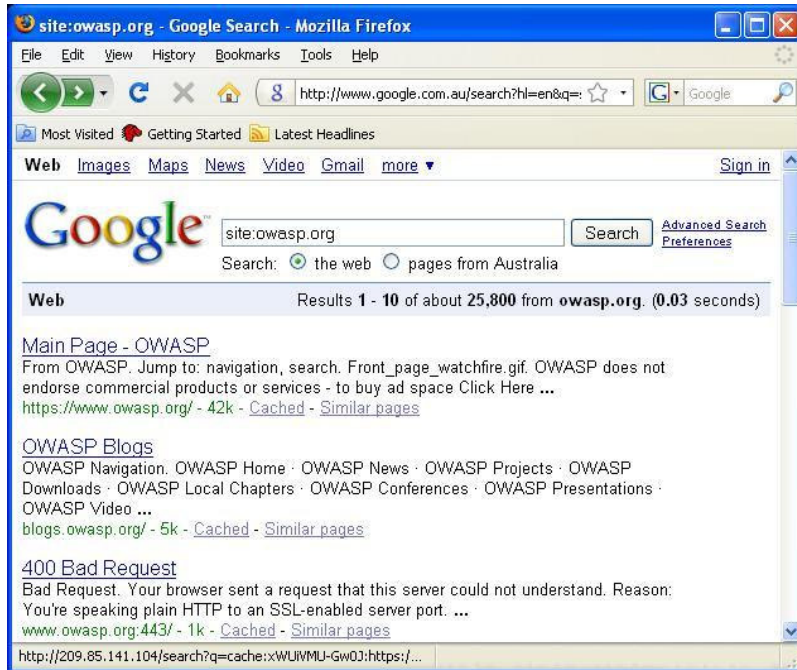 site:owasp.org - Google Search - Mozilla Firefox
File Edit View History Bookmarks Tools Help
http://www.google.com.au/search?hl=en&q=: G Google
Most Visited Getting Started Latest Headlines
Web Images Maps News Video Gmail more ▼ Sign in
Google™ site:owasp.org Search Advanced Search
Preferences
Search: the web pages from Australia
Web Results 1 - 10 of about 25,800 from owasp.org. (0.03 seconds)
Main Page - OWASP
From OWASP. Jump to: navigation, search. Front_page_watchfire.gif. OWASP does not
endorse commercial products or services - to buy ad space Click Here ...
https://www.owasp.org/ - 42k - Cached - Similar pages
OWASP Blogs
OWASP Navigation. OWASP Home · OWASP News · OWASP Projects · OWASP
Downloads · OWASP Local Chapters · OWASP Conferences · OWASP Presentations ·
OWASP Video ...
blogs.owasp.org/ - 5k - Cached - Similar pages
400 Bad Request
Bad Request. Your browser sent a request that this server could not understand. Reason:
You're speaking plain HTTP to an SSL-enabled server port. ...
www.owasp.org:443/ - 1k - Cached - Similar pages
http://209.85.141.104/search?q=cache:xWUiVMU-Gw0J:https:/...